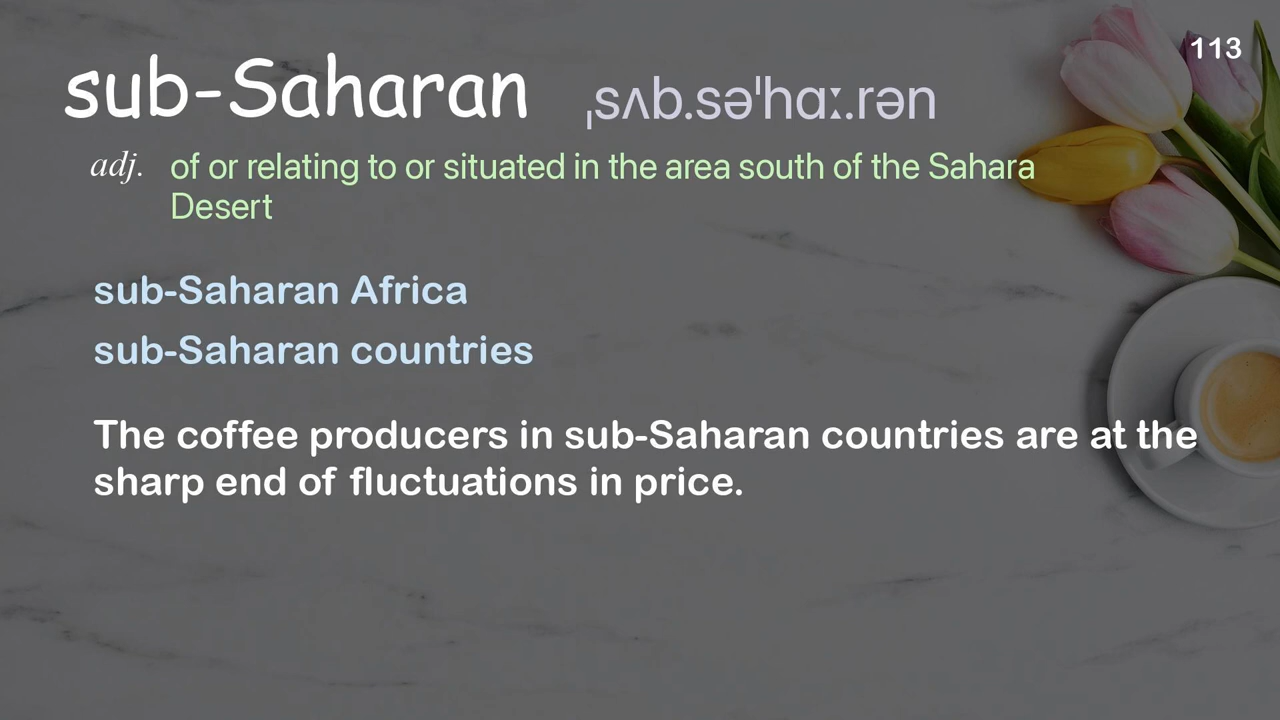 113
sub-Saharan ˌsʌb.səˈhɑː.rən
adj. of or relating to or situated in the area south of the Sahara
Desert
sub-Saharan Africa
sub-Saharan countries
The coffee producers in sub-Saharan countries are at the
sharp end of fluctuations in price.